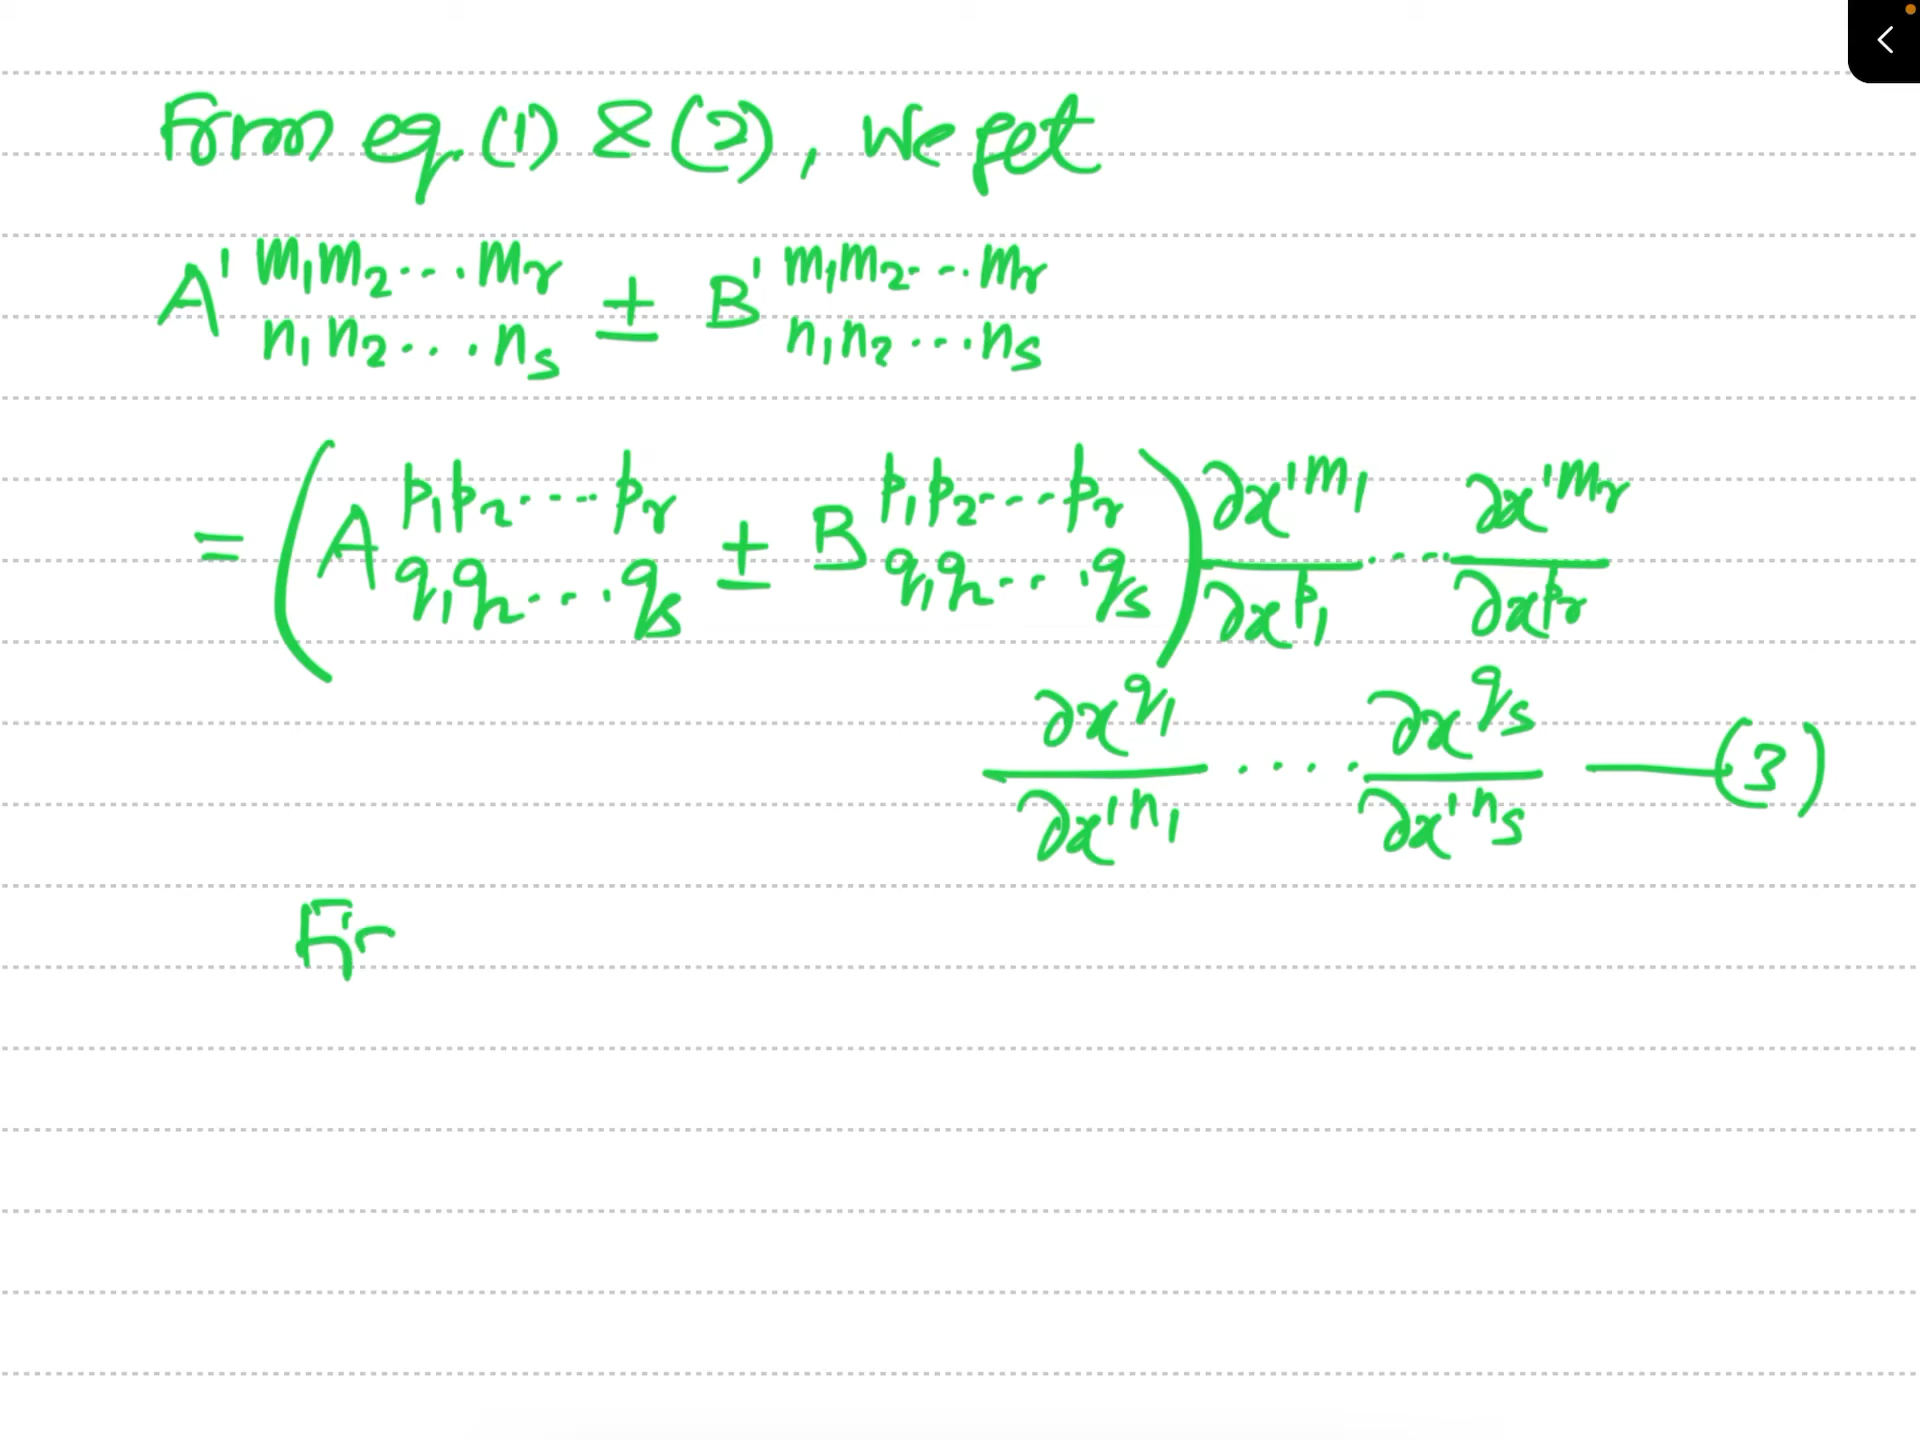 From eq. (1) & (2), We get
A'^{m_1 m_2 ... m_r}_{n_1 n_2 ... n_s} ± B'^{m_1 m_2 ... m_r}_{n_1 n_2 ... n_s}
= (A^{p_1 p_2 ... p_r}_{q_1 q_2 ... q_s} ± B^{p_1 p_2 ... p_r}_{q_1 q_2 ... q_s}) ∂x'^{m_1}/∂x^{p_1} .... ∂x'^{m_r}/∂x^{p_r}
∂x^{q_1}/∂x'^{n_1} .... ∂x^{q_s}/∂x'^{n_s} —(3)
Fr